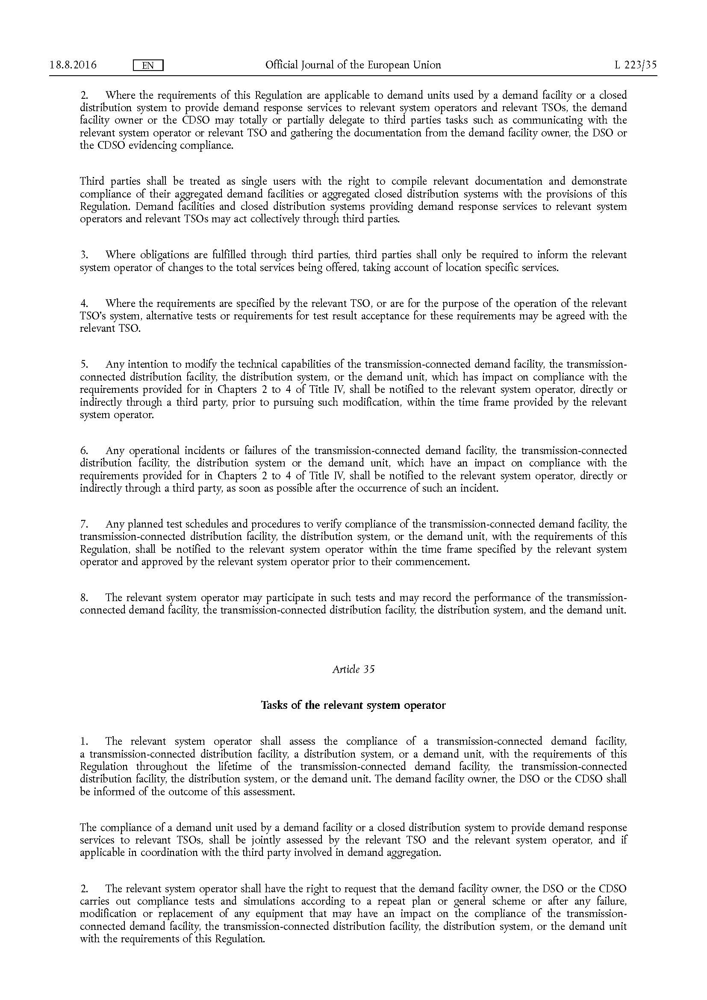 18.8.2016 EN Official Journal of the European Union L 223/35
2. Where the requirements of this Regulation are applicable to demand units used by a demand facility or a closed
distribution system to provide demand response services to relevant system operators and relevant TSOs, the demand
facility owner or the CDSO may totally or partially delegate to third parties tasks such as communicating with the
relevant system operator or relevant TSO and gathering the documentation from the demand facility owner, the DSO or
the CDSO evidencing compliance.
Third parties shall be treated as single users with the right to compile relevant documentation and demonstrate
compliance of their aggregated demand facilities or aggregated closed distribution systems with the provisions of this
Regulation. Demand facilities and closed distribution systems providing demand response services to relevant system
operators and relevant TSOs may act collectively through third parties.
3. Where obligations are fulfilled through third parties, third parties shall only be required to inform the relevant
system operator of changes to the total services being offered, taking account of location specific services.
4. Where the requirements are specified by the relevant TSO, or are for the purpose of the operation of the relevant
TSO's system, alternative tests or requirements for test result acceptance for these requirements may be agreed with the
relevant TSO.
5. Any intention to modify the technical capabilities of the transmission-connected demand facility, the transmission-
connected distribution facility, the distribution system, or the demand unit, which has impact on compliance with the
requirements provided for in Chapters 2 to 4 of Title IV, shall be notified to the relevant system operator, directly or
indirectly through a third party, prior to pursuing such modification, within the time frame provided by the relevant
system operator.
6. Any operational incidents or failures of the transmission-connected demand facility, the transmission-connected
distribution facility, the distribution system or the demand unit, which have an impact on compliance with the
requirements provided for in Chapters 2 to 4 of Title IV, shall be notified to the relevant system operator, directly or
indirectly through a third party, as soon as possible after the occurrence of such an incident.
7. Any planned test schedules and procedures to verify compliance of the transmission-connected demand facility, the
transmission-connected distribution facility, the distribution system, or the demand unit, with the requirements of this
Regulation, shall be notified to the relevant system operator within the time frame specified by the relevant system
operator and approved by the relevant system operator prior to their commencement.
8. The relevant system operator may participate in such tests and may record the performance of the transmission-
connected demand facility, the transmission-connected distribution facility, the distribution system, and the demand unit.
Article 35
Tasks of the relevant system operator
1. The relevant system operator shall assess the compliance of a transmission-connected demand facility,
a transmission-connected distribution facility, a distribution system, or a demand unit, with the requirements of this
Regulation throughout the lifetime of the transmission-connected demand facility, the transmission-connected
distribution facility, the distribution system, or the demand unit. The demand facility owner, the DSO or the CDSO shall
be informed of the outcome of this assessment.
The compliance of a demand unit used by a demand facility or a closed distribution system to provide demand response
services to relevant TSOs, shall be jointly assessed by the relevant TSO and the relevant system operator, and if
applicable in coordination with the third party involved in demand aggregation.
2. The relevant system operator shall have the right to request that the demand facility owner, the DSO or the CDSO
carries out compliance tests and simulations according to a repeat plan or general scheme or after any failure,
modification or replacement of any equipment that may have an impact on the compliance of the transmission-
connected demand facility, the transmission-connected distribution facility, the distribution system, or the demand unit
with the requirements of this Regulation.